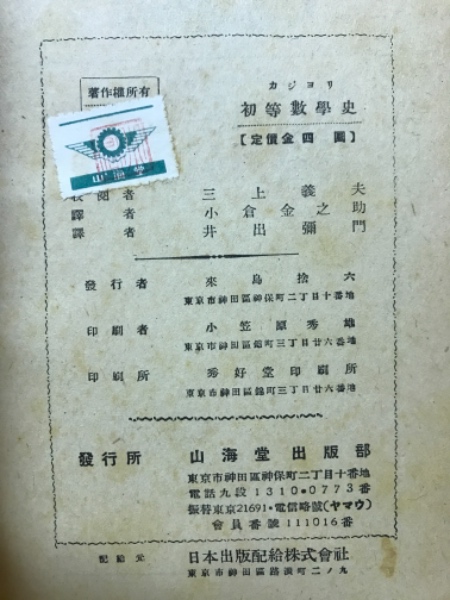 著作權所有
山海堂
カジヨリ
初等數學史
【定價金四圓】
校閲者 三上義夫
譯者 小倉金之助
譯者 井出彌門
發行者 來島捨六
東京市神田區神保町二丁目十番地
印刷者 小笠原秀雄
東京市神田區錦町三丁目廿六番地
印刷所 秀好堂印刷所
東京市神田區錦町三丁目廿六番地
發行所 山海堂出版部
東京市神田區神保町二丁目十番地
電話九段1310・0773番
振替東京21691・電信略號(ヤマウ)
會員番號111016番
配給元 日本出版配給株式會社
東京市神田區淡路町二ノ九